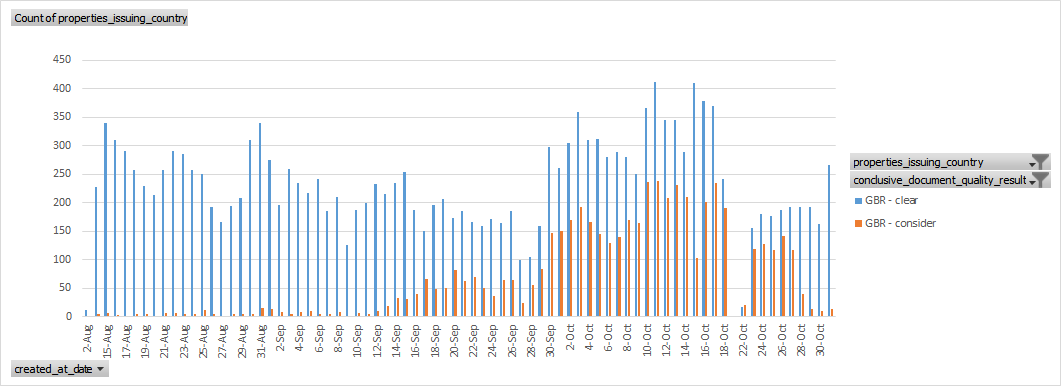 Count of properties_issuing_country
450
400
350
300
250
200
150
100
50
0
2-Aug
15-Aug
17-Aug
19-Aug
21-Aug
23-Aug
25-Aug
27-Aug
29-Aug
31-Aug
2-Sep
4-Sep
6-Sep
8-Sep
10-Sep
12-Sep
14-Sep
16-Sep
18-Sep
20-Sep
22-Sep
24-Sep
26-Sep
28-Sep
30-Sep
2-Oct
4-Oct
6-Oct
8-Oct
10-Oct
12-Oct
14-Oct
16-Oct
18-Oct
22-Oct
24-Oct
26-Oct
28-Oct
30-Oct
properties_issuing_country
conclusive_document_quality_result
GBR - clear
GBR - consider
created_at_date